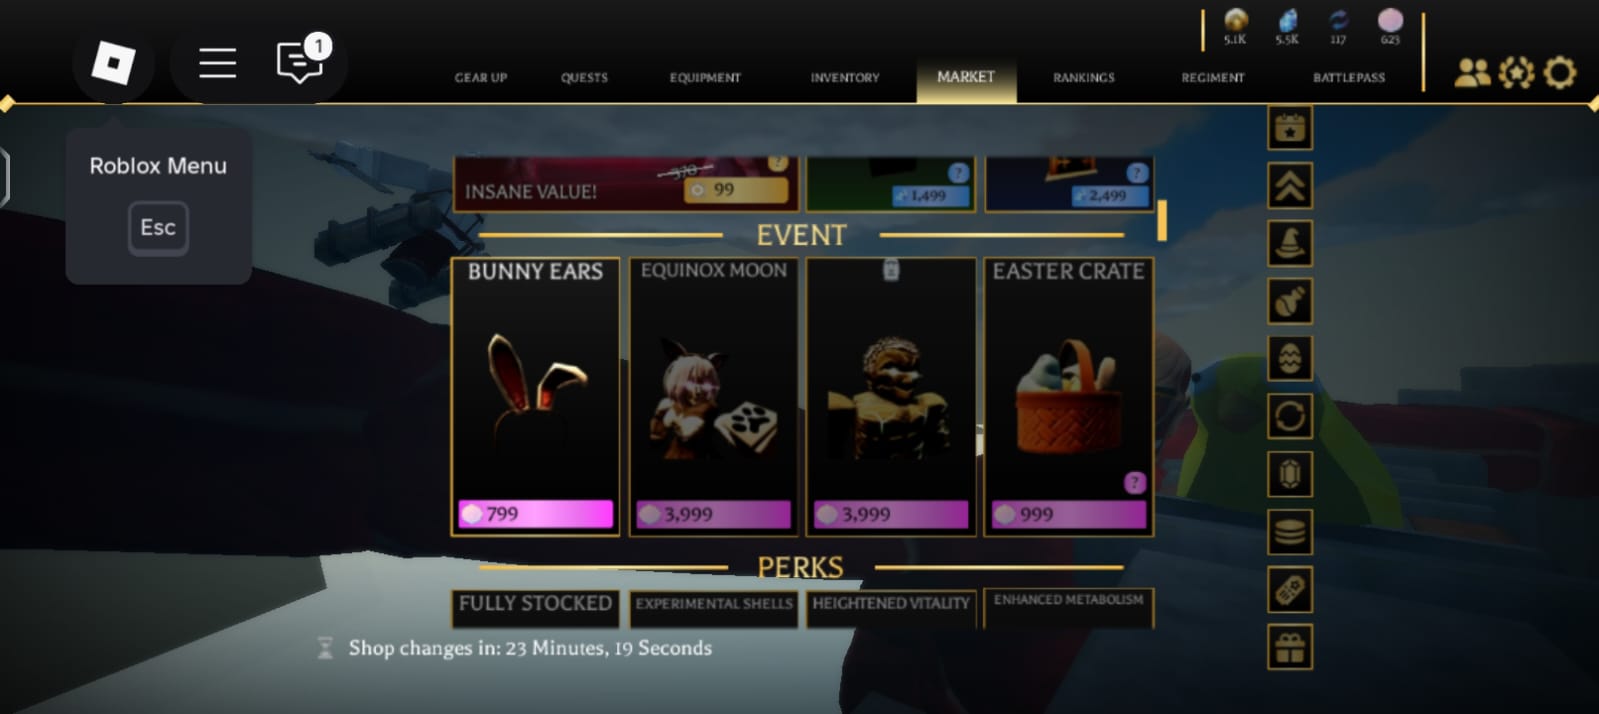 1
5.1K 5.5K 117 623
GEAR UP QUESTS EQUIPMENT INVENTORY MARKET RANKINGS REGIMENT BATTLEPASS
Roblox Menu
Esc
370 ?
INSANE VALUE! 99
? 1,499
? 2,499
EVENT
BUNNY EARS
799
EQUINOX MOON
3,999
3,999
EASTER CRATE
?
999
PERKS
FULLY STOCKED EXPERIMENTAL SHELLS HEIGHTENED VITALITY ENHANCED METABOLISM
Shop changes in: 23 Minutes, 19 Seconds